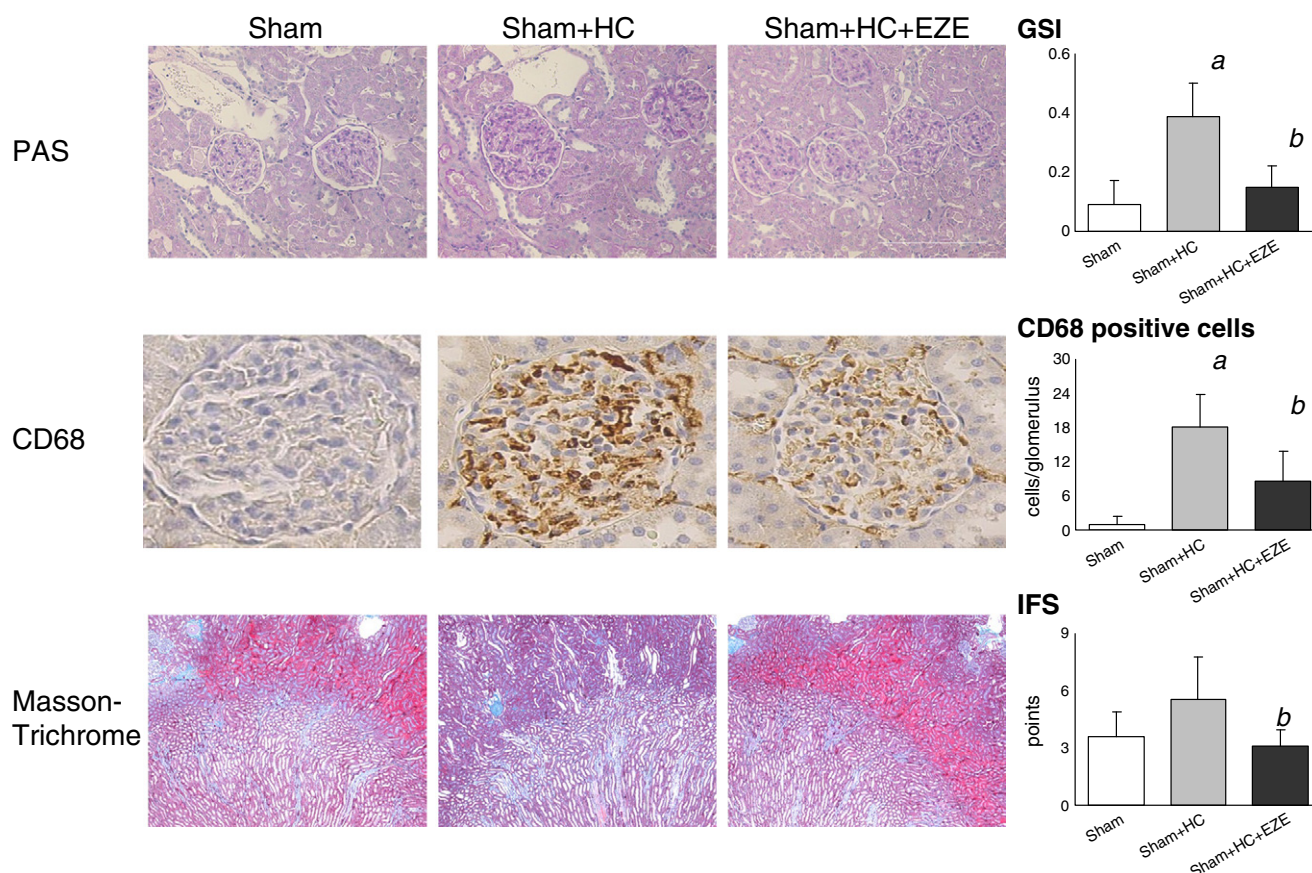 Sham
Sham+HC
Sham+HC+EZE
PAS
GSI
0.6
0.4
0.2
0
a
b
Sham
Sham+HC
Sham+HC+EZE
CD68
CD68 positive cells
cells/glomerulus
30
24
18
12
6
0
a
b
Sham
Sham+HC
Sham+HC+EZE
Masson-
Trichrome
IFS
points
9
6
3
0
b
Sham
Sham+HC
Sham+HC+EZE